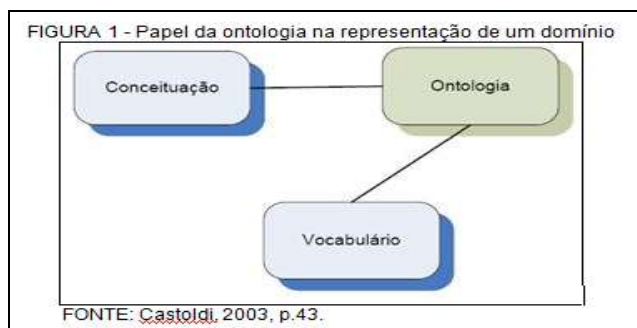 FIGURA 1 - Papel da ontologia na representação de um domínio
Conceituação
Ontologia
Vocabulário
FONTE: Castoldi, 2003, p.43.